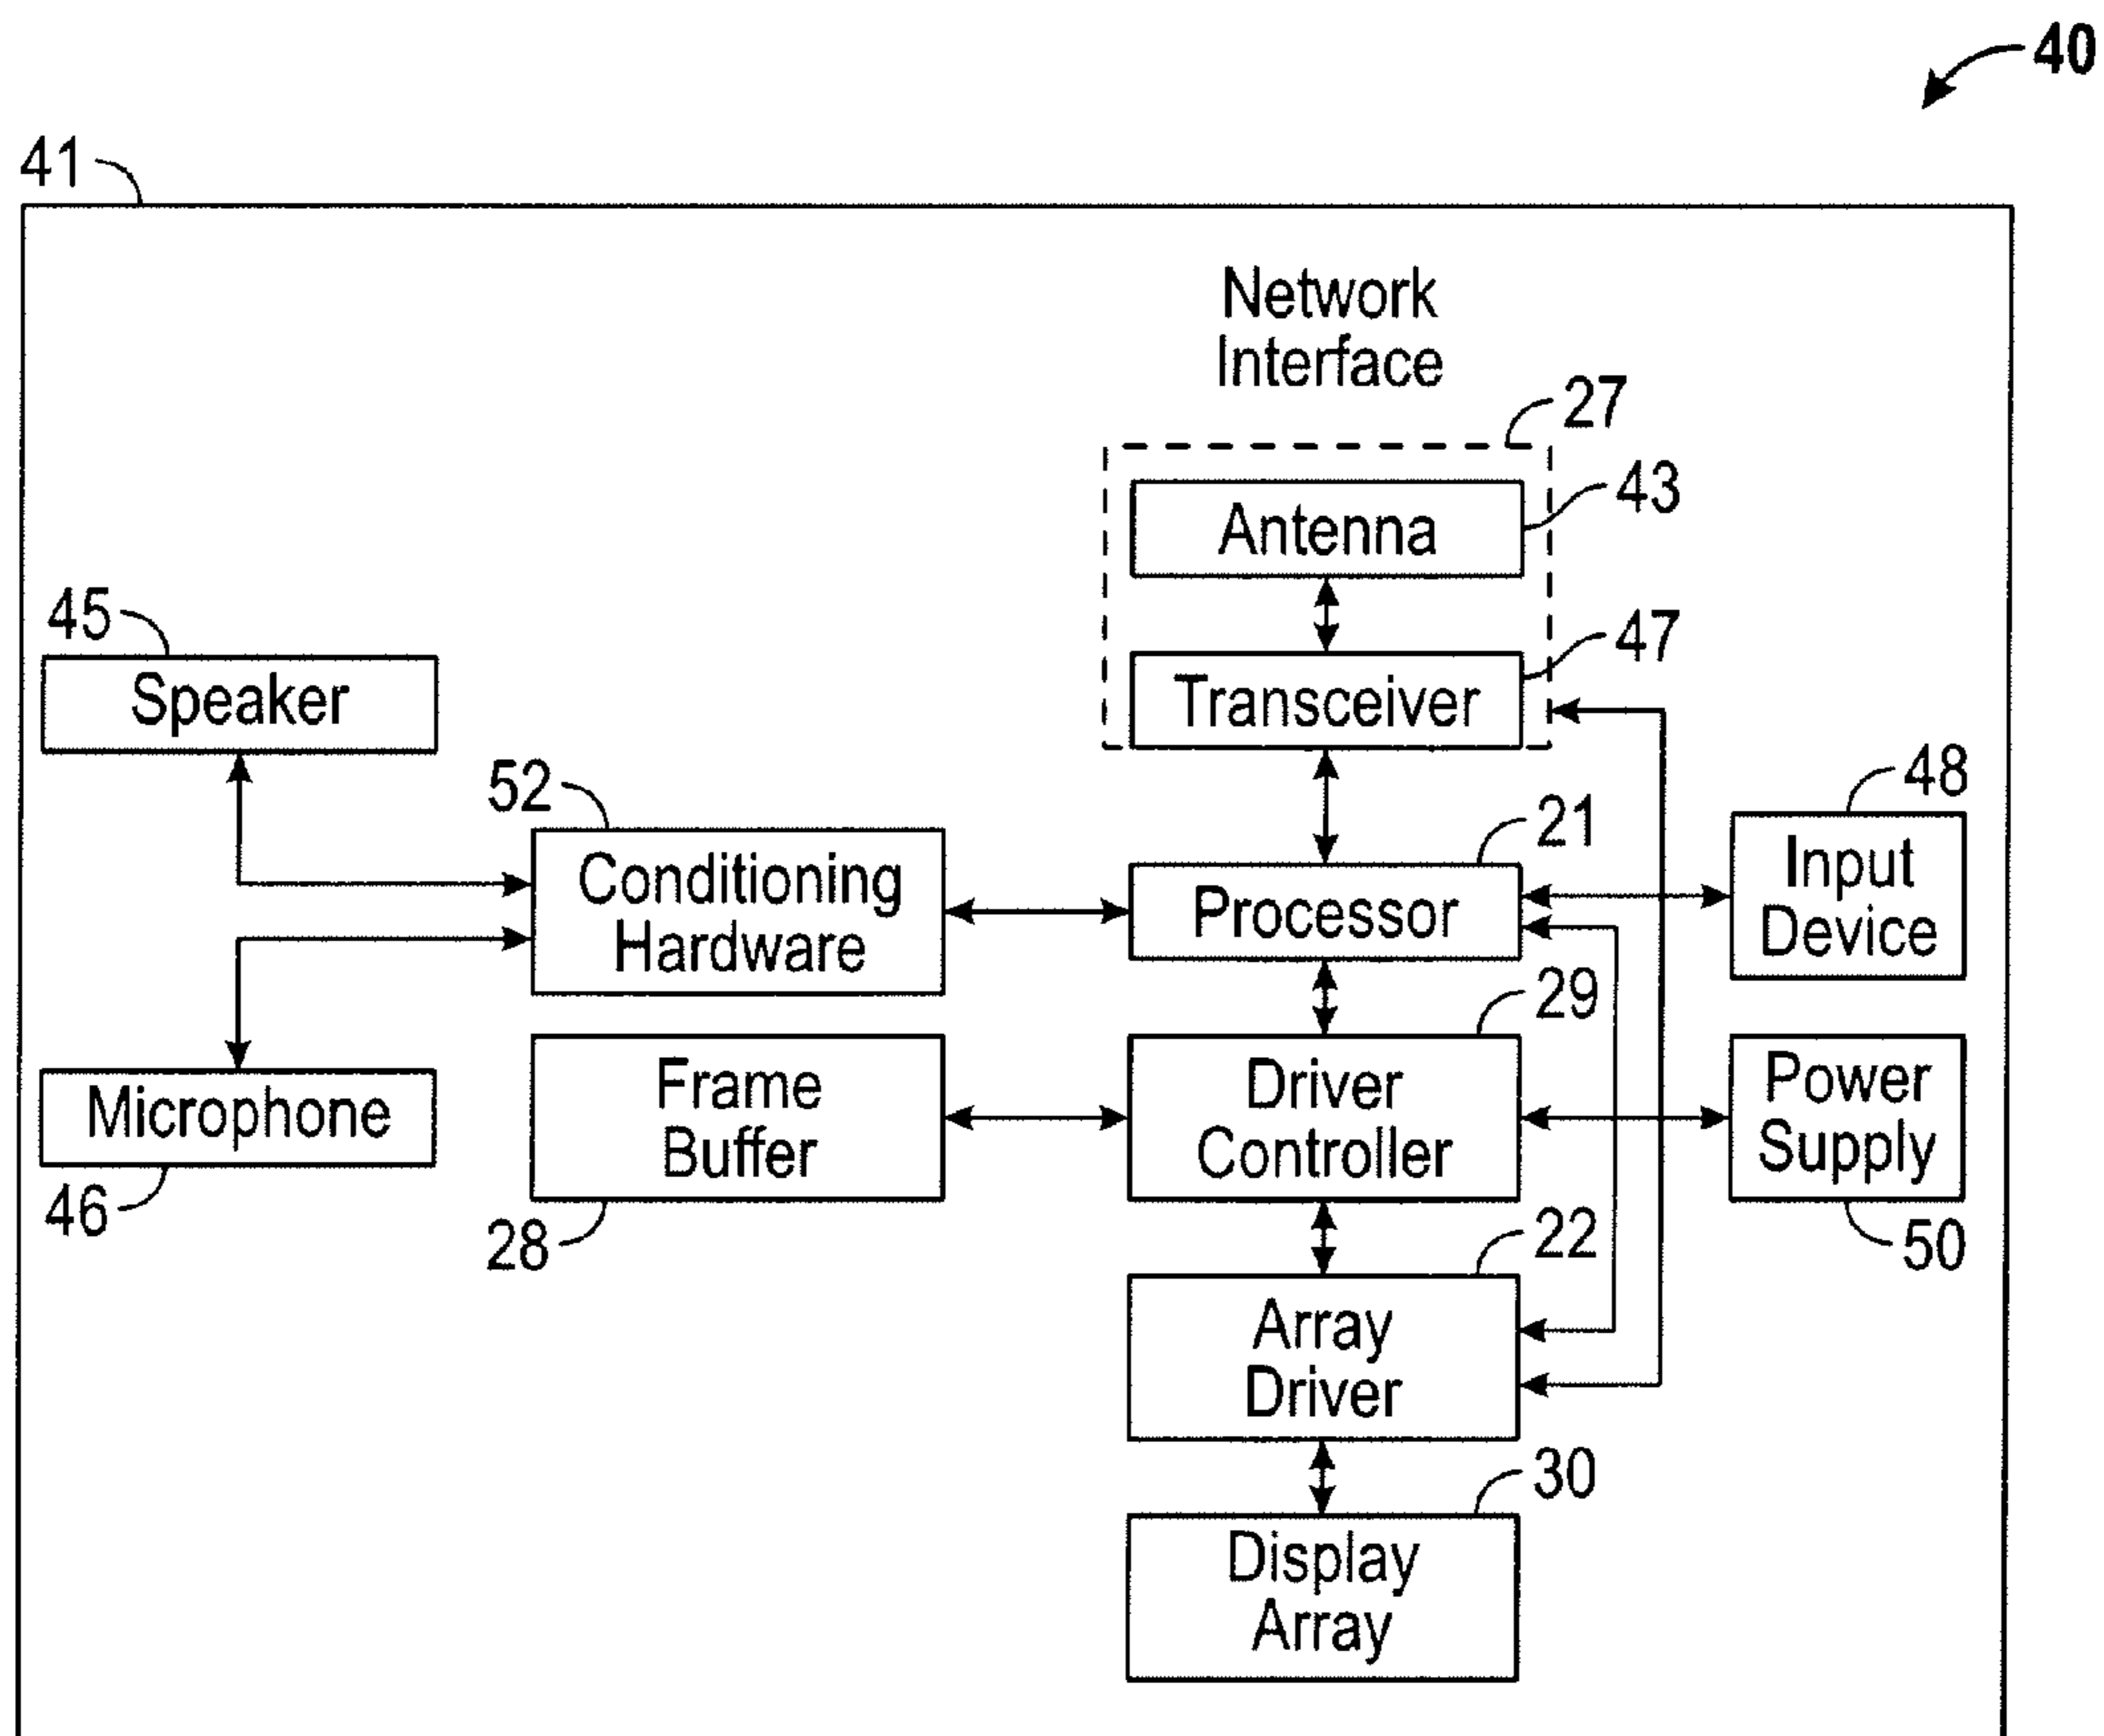 40
41
Network
Interface
27
Antenna
43
45
Speaker
Transceiver
47
52
Conditioning
Hardware
21
Processor
48
Input
Device
Microphone
46
Frame
Buffer
28
29
Driver
Controller
Power
Supply
50
22
Array
Driver
30
Display
Array